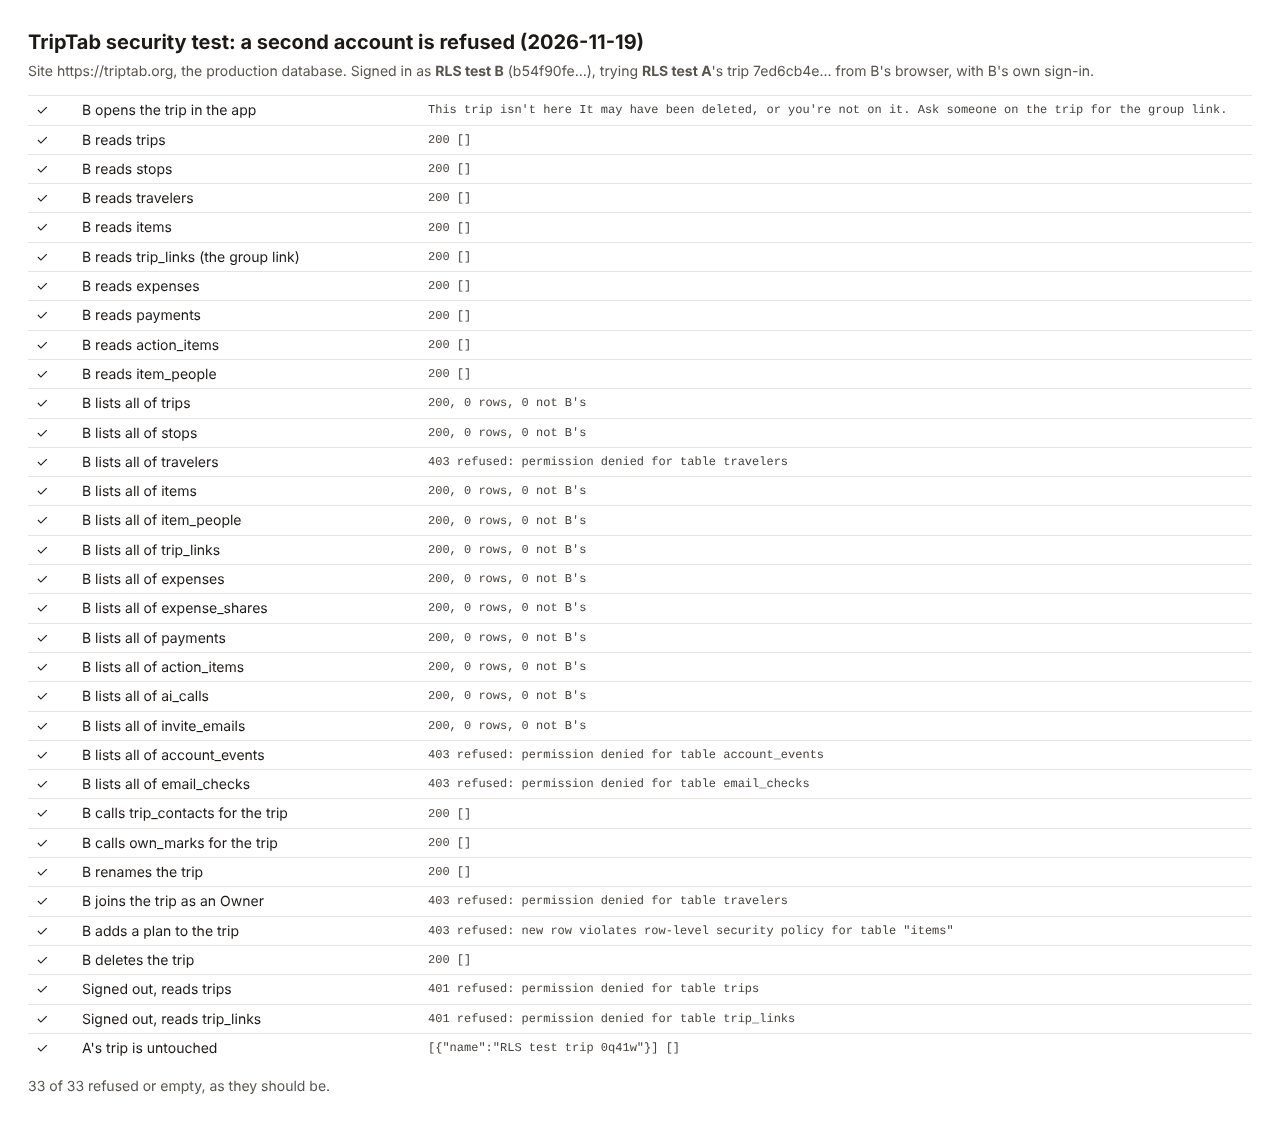 TripTab security test: a second account is refused (2026-11-19)
Site https://triptab.org, the production database. Signed in as RLS test B (b54f90fe…), trying RLS test A's trip 7ed6cb4e… from B's browser, with B's own sign-in.
✓ B opens the trip in the app This trip isn't here It may have been deleted, or you're not on it. Ask someone on the trip for the group link.
✓ B reads trips 200 []
✓ B reads stops 200 []
✓ B reads travelers 200 []
✓ B reads items 200 []
✓ B reads trip_links (the group link) 200 []
✓ B reads expenses 200 []
✓ B reads payments 200 []
✓ B reads action_items 200 []
✓ B reads item_people 200 []
✓ B lists all of trips 200, 0 rows, 0 not B's
✓ B lists all of stops 200, 0 rows, 0 not B's
✓ B lists all of travelers 403 refused: permission denied for table travelers
✓ B lists all of items 200, 0 rows, 0 not B's
✓ B lists all of item_people 200, 0 rows, 0 not B's
✓ B lists all of trip_links 200, 0 rows, 0 not B's
✓ B lists all of expenses 200, 0 rows, 0 not B's
✓ B lists all of expense_shares 200, 0 rows, 0 not B's
✓ B lists all of payments 200, 0 rows, 0 not B's
✓ B lists all of action_items 200, 0 rows, 0 not B's
✓ B lists all of ai_calls 200, 0 rows, 0 not B's
✓ B lists all of invite_emails 200, 0 rows, 0 not B's
✓ B lists all of account_events 403 refused: permission denied for table account_events
✓ B lists all of email_checks 403 refused: permission denied for table email_checks
✓ B calls trip_contacts for the trip 200 []
✓ B calls own_marks for the trip 200 []
✓ B renames the trip 200 []
✓ B joins the trip as an Owner 403 refused: permission denied for table travelers
✓ B adds a plan to the trip 403 refused: new row violates row-level security policy for table "items"
✓ B deletes the trip 200 []
✓ Signed out, reads trips 401 refused: permission denied for table trips
✓ Signed out, reads trip_links 401 refused: permission denied for table trip_links
✓ A's trip is untouched [{"name":"RLS test trip 0q41w"}] []
33 of 33 refused or empty, as they should be.